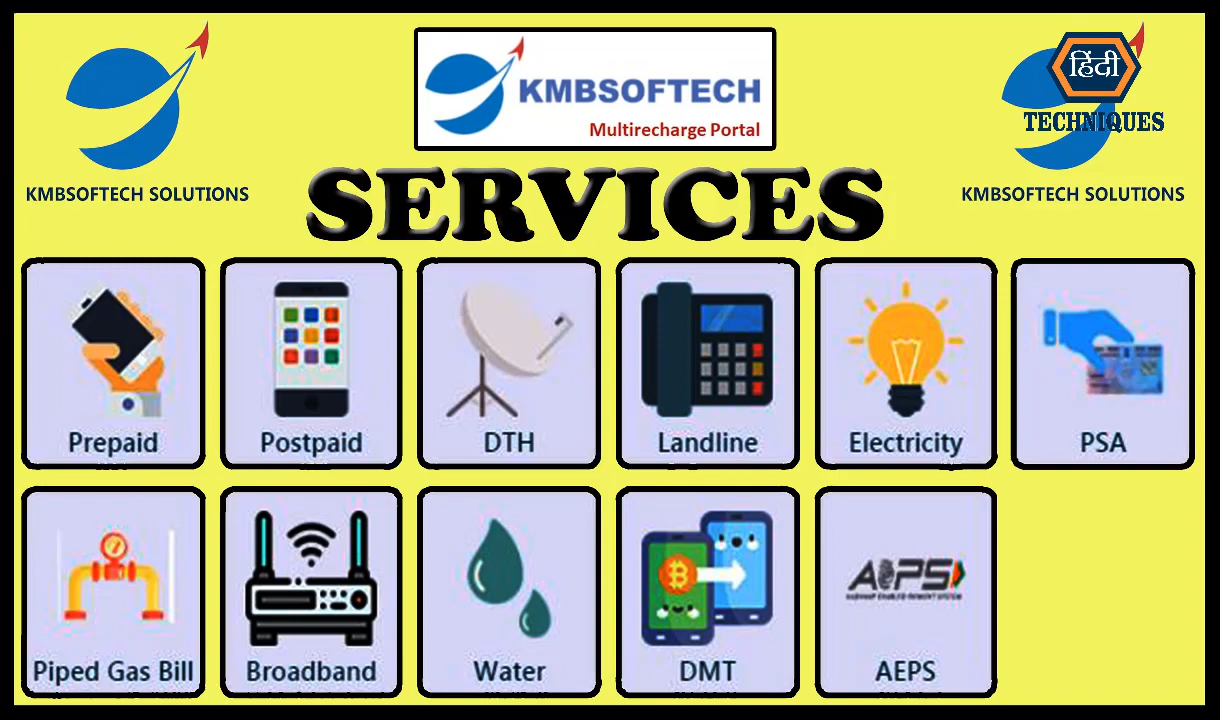 KMBSOFTECH
Multirecharge Portal
हिंदी
TECHNIQUES
KMBSOFTECH SOLUTIONS
KMBSOFTECH SOLUTIONS
SERVICES
Prepaid
Postpaid
DTH
Landline
Electricity
PSA
Piped Gas Bill
Broadband
Water
DMT
AEPS
AEPS